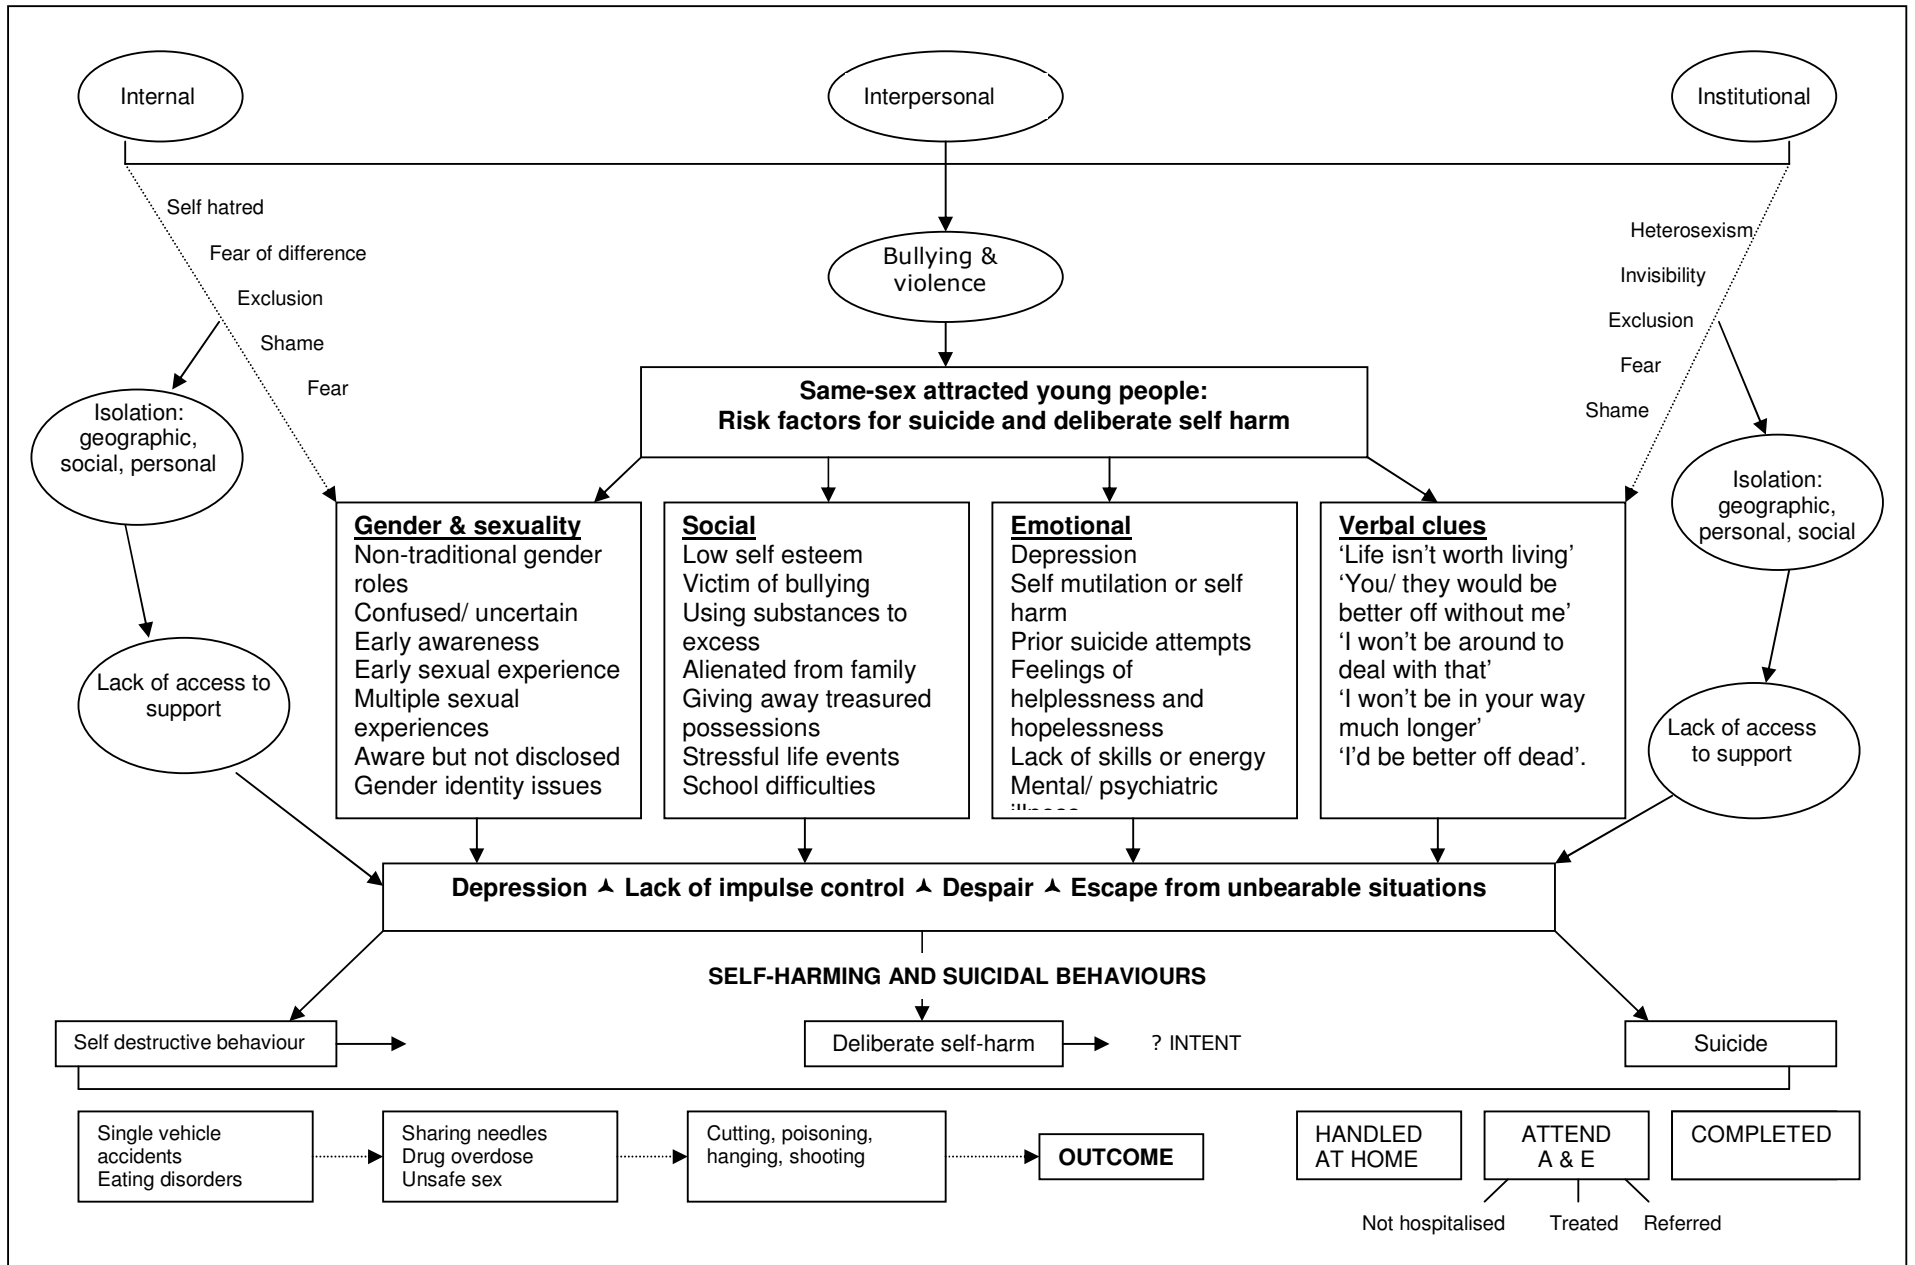 Internal
Interpersonal
Institutional
Self hatred
Fear of difference
Exclusion
Shame
Fear
Bullying &
violence
Heterosexism
Invisibility
Exclusion
Fear
Shame
Same-sex attracted young people:
Risk factors for suicide and deliberate self harm
Isolation:
geographic,
social, personal
Isolation:
geographic,
personal, social
Gender & sexuality
Non-traditional gender
roles
Confused/ uncertain
Early awareness
Early sexual experience
Multiple sexual
experiences
Aware but not disclosed
Gender identity issues
Social
Low self esteem
Victim of bullying
Using substances to
excess
Alienated from family
Giving away treasured
possessions
Stressful life events
School difficulties
Emotional
Depression
Self mutilation or self
harm
Prior suicide attempts
Feelings of
helplessness and
hopelessness
Lack of skills or energy
Mental/ psychiatric
Verbal clues
‘Life isn’t worth living’
‘You/ they would be
better off without me’
‘I won’t be around to
deal with that’
‘I won’t be in your way
much longer’
‘I’d be better off dead’.
Lack of access to
support
Lack of access
to support
Depression ⅄ Lack of impulse control ⅄ Despair ⅄ Escape from unbearable situations
SELF-HARMING AND SUICIDAL BEHAVIOURS
Self destructive behaviour
Deliberate self-harm
? INTENT
Suicide
Single vehicle
accidents
Eating disorders
Sharing needles
Drug overdose
Unsafe sex
Cutting, poisoning,
hanging, shooting
OUTCOME
HANDLED
AT HOME
ATTEND
A & E
COMPLETED
Not hospitalised
Treated
Referred